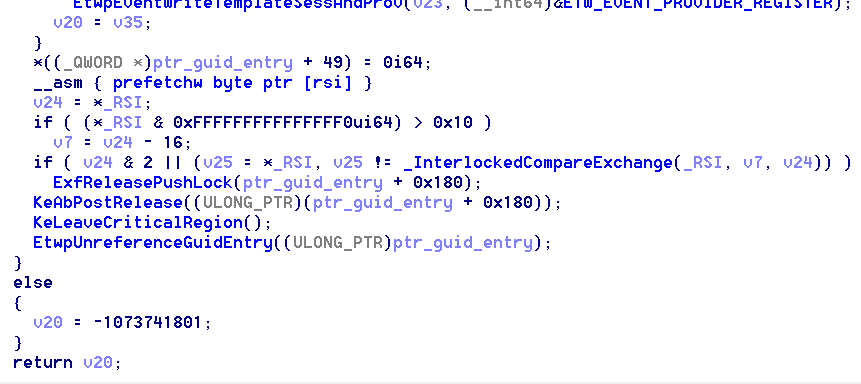 EtwpEventWriteTemplateSessAndProv(v23, (__int64)&ETW_EVENT_PROVIDER_REGISTER);
v20 = v35;
}
*((_QWORD *)ptr_guid_entry + 49) = 0i64;
__asm { prefetchw byte ptr [rsi] }
v24 = *_RSI;
if ( (*_RSI & 0xFFFFFFFFFFFFFFF0ui64) > 0x10 )
v7 = v24 - 16;
if ( v24 & 2 || (v25 = *_RSI, v25 != _InterlockedCompareExchange(_RSI, v7, v24)) )
ExfReleasePushLock(ptr_guid_entry + 0x180);
KeAbPostRelease((ULONG_PTR)(ptr_guid_entry + 0x180));
KeLeaveCriticalRegion();
EtwpUnreferenceGuidEntry((ULONG_PTR)ptr_guid_entry);
}
else
{
v20 = -1073741801;
}
return v20;